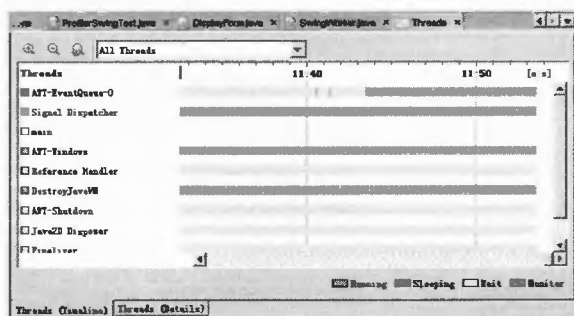 ProfilerSwingTest.java × DisplayForm.java × SwingWorker.java × Threads ×
All Threads
Threads 11:40 11:50 [m s]
AWT-EventQueue-0
Signal Dispatcher
main
AWT-Windows
Reference Handler
DestroyJavaVM
AWT-Shutdown
Java2D Disposer
Finalizer
Running Sleeping Wait Monitor
Threads (Timeline) Threads (Details)